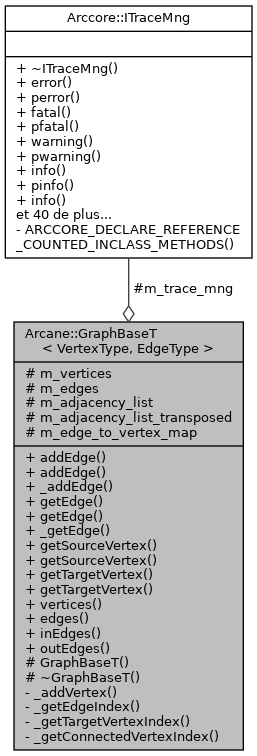 Arccore::ITraceMng
+ ~ITraceMng()
+ error()
+ perror()
+ fatal()
+ pfatal()
+ warning()
+ pwarning()
+ info()
+ pinfo()
+ info()
et 40 de plus...
- ARCCORE_DECLARE_REFERENCE
_COUNTED_INCLASS_METHODS()
#m_trace_mng
Arcane::GraphBaseT
< VertexType, EdgeType >
# m_vertices
# m_edges
# m_adjacency_list
# m_adjacency_list_transposed
# m_edge_to_vertex_map
+ addEdge()
+ addEdge()
+ _addEdge()
+ getEdge()
+ getEdge()
+ _getEdge()
+ getSourceVertex()
+ getSourceVertex()
+ getTargetVertex()
+ getTargetVertex()
+ vertices()
+ edges()
+ inEdges()
+ outEdges()
# GraphBaseT()
# ~GraphBaseT()
- _addVertex()
- _getEdgeIndex()
- _getTargetVertexIndex()
- _getConnectedVertexIndex()